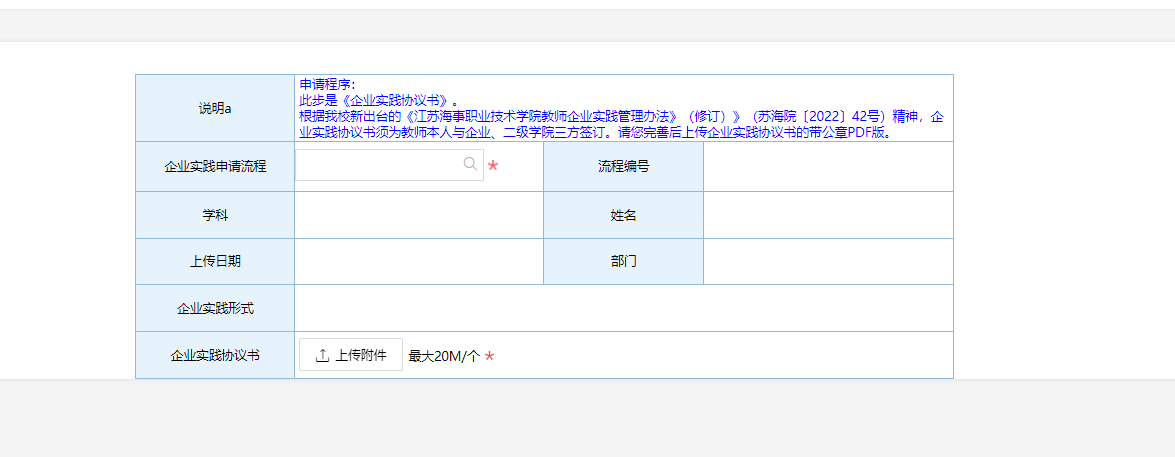 说明a
申请程序：
此步是《企业实践协议书》。
根据我校新出台的《江苏海事职业技术学院教师企业实践管理办法》（修订）》（苏海院〔2022〕42号）精神，企
业实践协议书须为教师本人与企业、二级学院三方签订。请您完善后上传企业实践协议书的带公章PDF版。
企业实践申请流程
*
流程编号
学科
姓名
上传日期
部门
企业实践形式
企业实践协议书
上传附件 最大20M/个 *